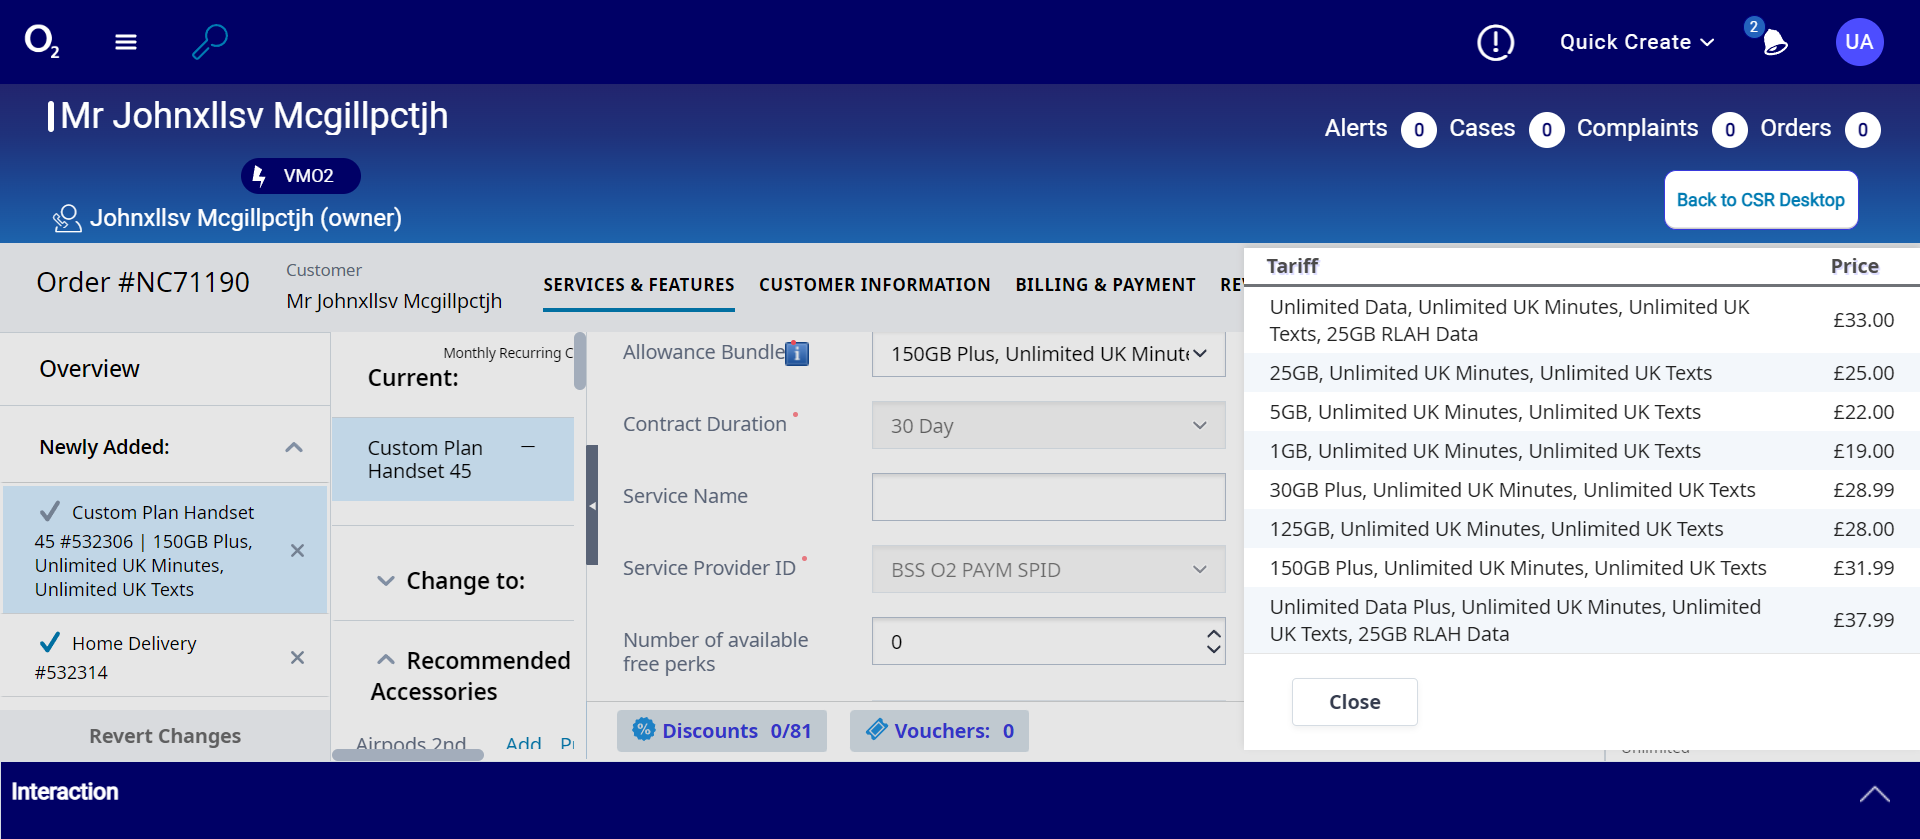 O2
Quick Create
2
UA
Mr Johnxllsv Mcgillpctjh
Alerts 0 Cases 0 Complaints 0 Orders 0
VMO2
Johnxllsv Mcgillpctjh (owner)
Back to CSR Desktop
Order #NC71190
Customer
Mr Johnxllsv Mcgillpctjh
SERVICES & FEATURES
CUSTOMER INFORMATION
BILLING & PAYMENT
Overview
Newly Added:
Custom Plan Handset
45 #532306 | 150GB Plus,
Unlimited UK Minutes,
Unlimited UK Texts
Home Delivery
#532314
Revert Changes
Monthly Recurring C
Current:
Custom Plan
Handset 45
Change to:
Recommended
Accessories
Airpods 2nd Add
Allowance Bundle
150GB Plus, Unlimited UK Minut
Contract Duration *
30 Day
Service Name
Service Provider ID *
BSS O2 PAYM SPID
Number of available
free perks
0
Discounts 0/81
Vouchers: 0
Tariff Price
Unlimited Data, Unlimited UK Minutes, Unlimited UK
Texts, 25GB RLAH Data
£33.00
25GB, Unlimited UK Minutes, Unlimited UK Texts £25.00
5GB, Unlimited UK Minutes, Unlimited UK Texts £22.00
1GB, Unlimited UK Minutes, Unlimited UK Texts £19.00
30GB Plus, Unlimited UK Minutes, Unlimited UK Texts £28.99
125GB, Unlimited UK Minutes, Unlimited UK Texts £28.00
150GB Plus, Unlimited UK Minutes, Unlimited UK Texts £31.99
Unlimited Data Plus, Unlimited UK Minutes, Unlimited
UK Texts, 25GB RLAH Data
£37.99
Close
Unlimited
Interaction